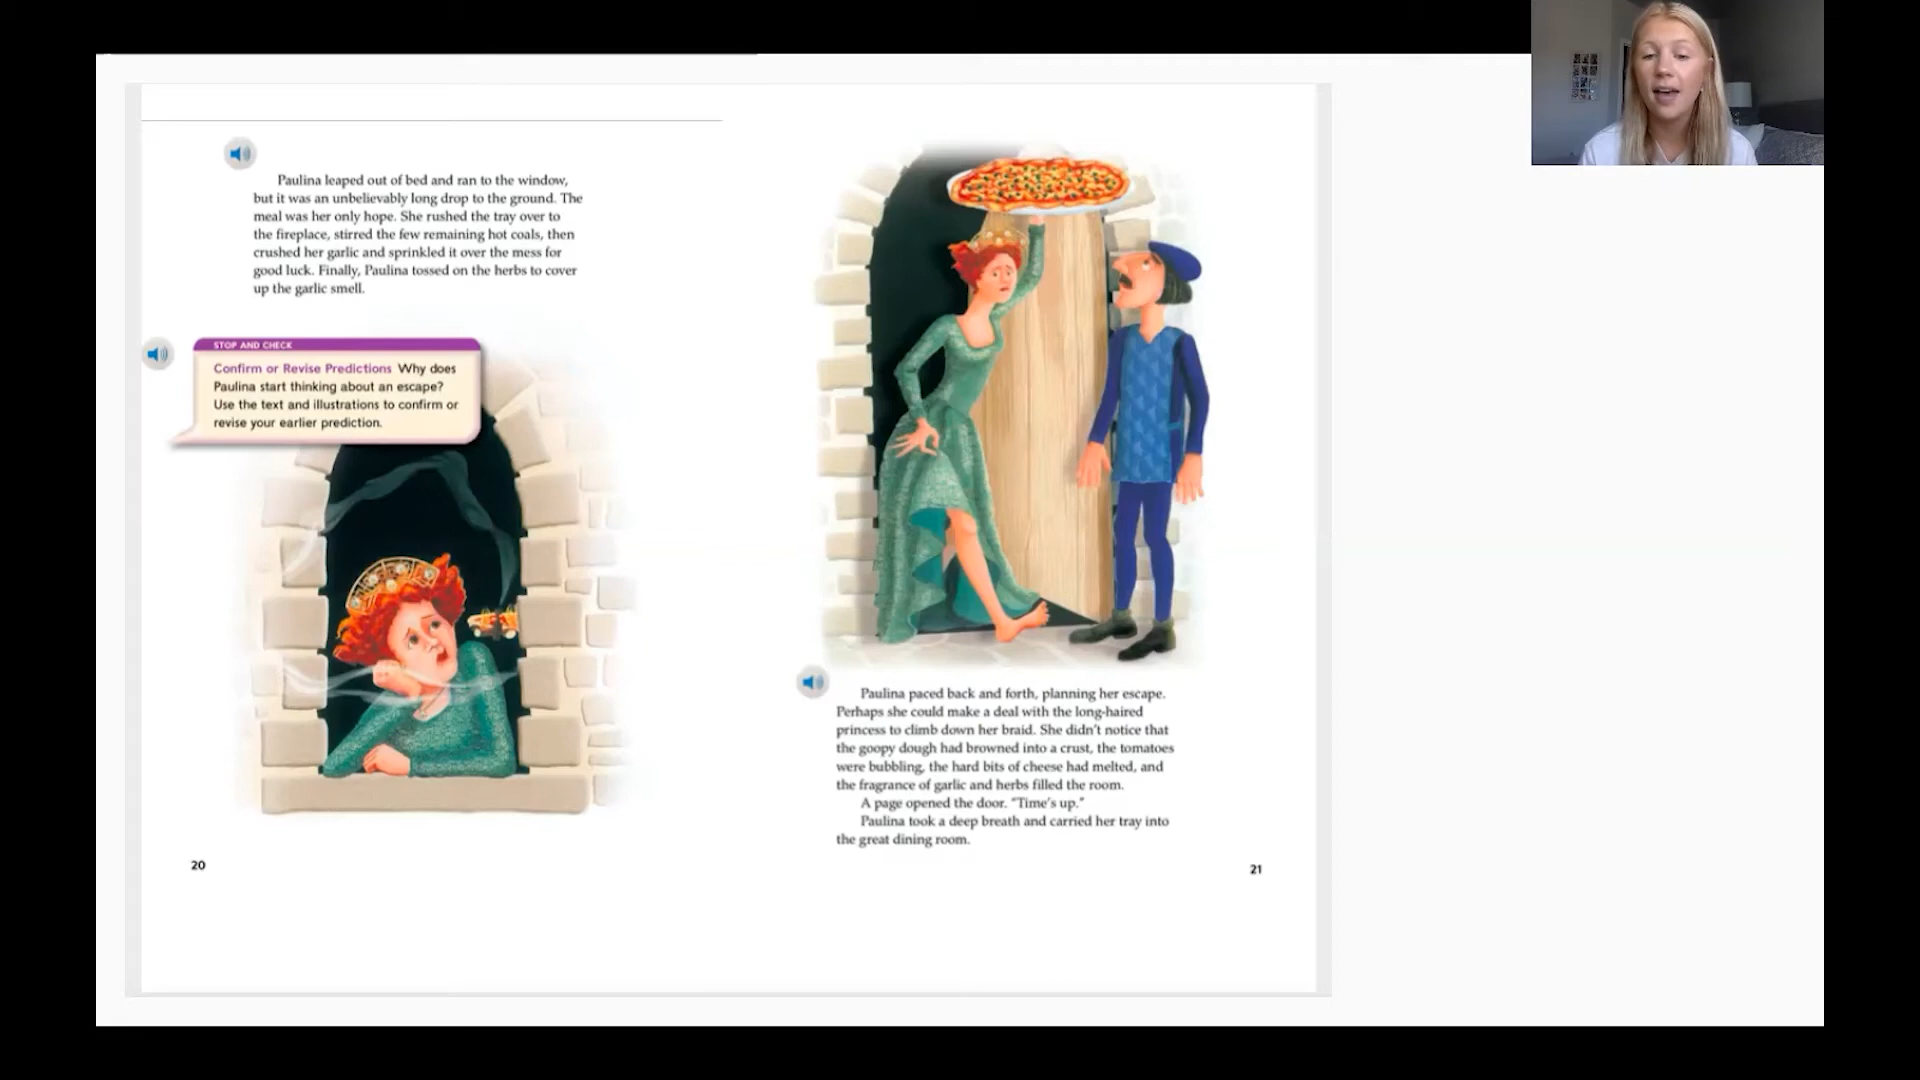 Paulina leaped out of bed and ran to the window,
but it was an unbelievably long drop to the ground. The
meal was her only hope. She rushed the tray over to
the fireplace, stirred the few remaining hot coals, then
crushed her garlic and sprinkled it over the mess for
good luck. Finally, Paulina tossed on the herbs to cover
up the garlic smell.
STOP AND CHECK
Confirm or Revise Predictions Why does
Paulina start thinking about an escape?
Use the text and illustrations to confirm or
revise your earlier prediction.
20
Paulina paced back and forth, planning her escape.
Perhaps she could make a deal with the long-haired
princess to climb down her braid. She didn't notice that
the goopy dough had browned into a crust, the tomatoes
were bubbling, the hard bits of cheese had melted, and
the fragrance of garlic and herbs filled the room.
A page opened the door. "Time's up."
Paulina took a deep breath and carried her tray into
the great dining room.
21